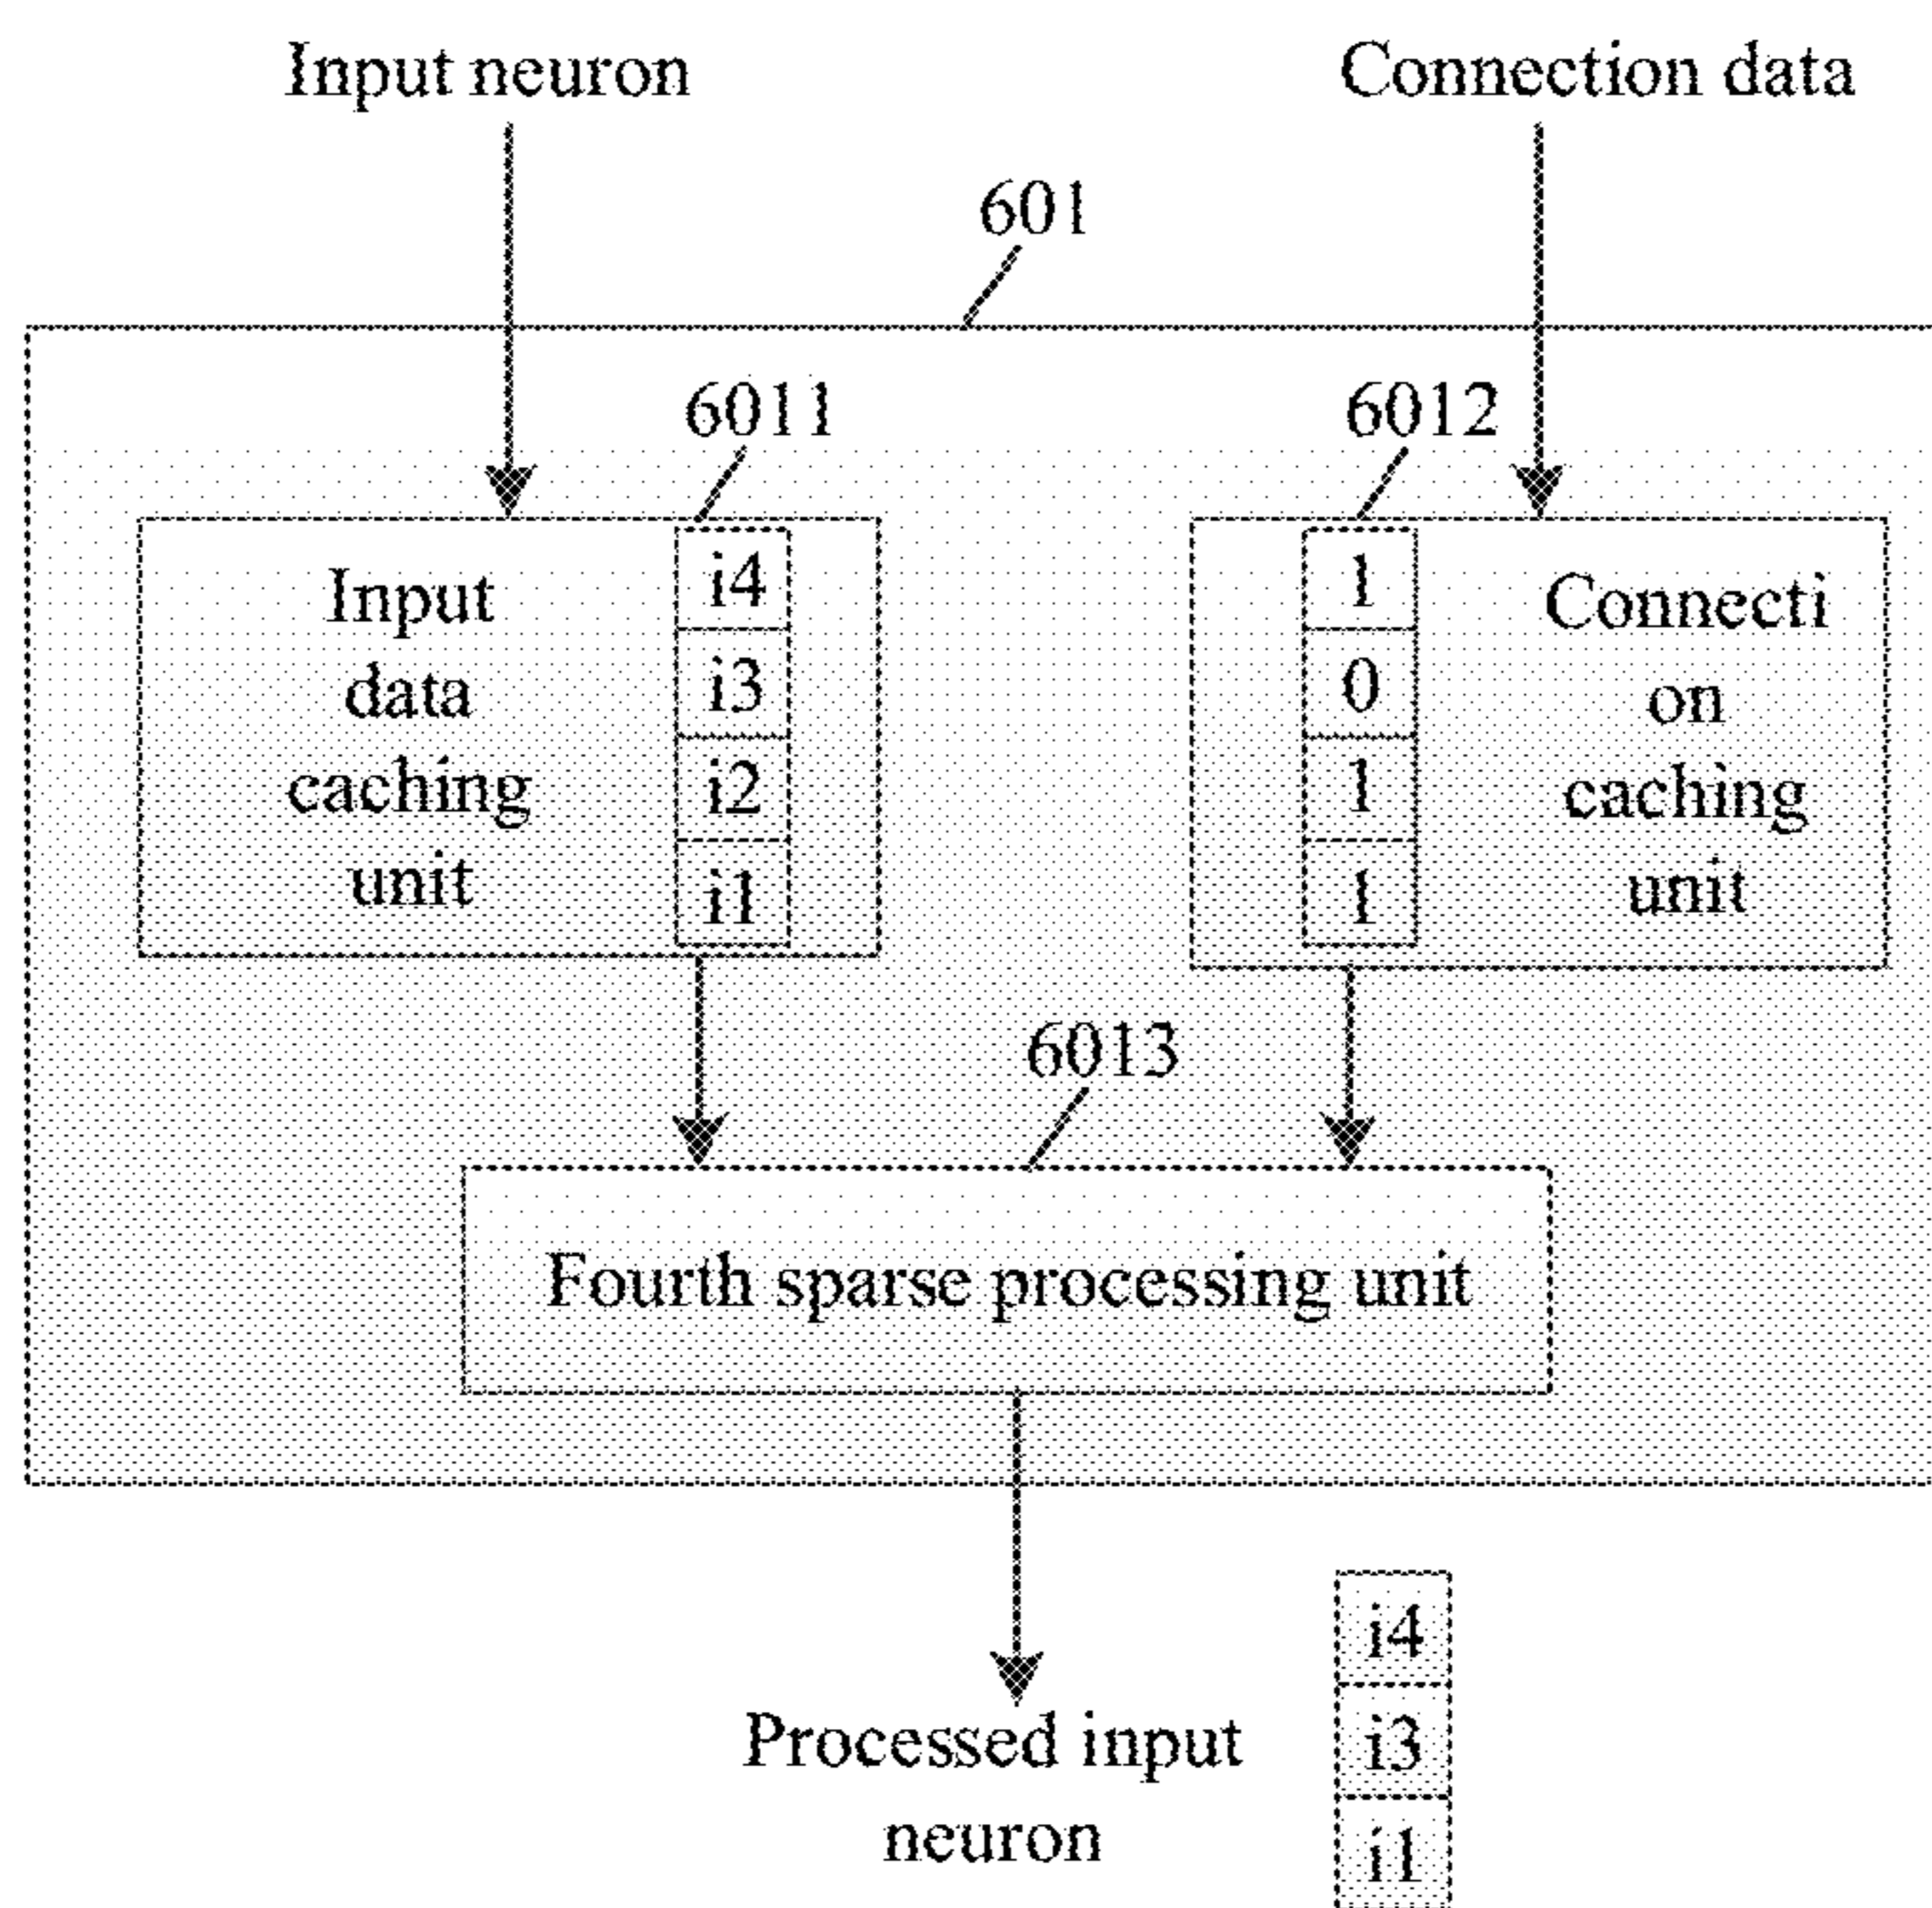 Input neuron
Connection data
601
6011
6012
Input
data
caching
unit
i4
i3
i2
i1
1
0
1
1
Connecti
on
caching
unit
6013
Fourth sparse processing unit
Processed input
neuron
i4
i3
i1